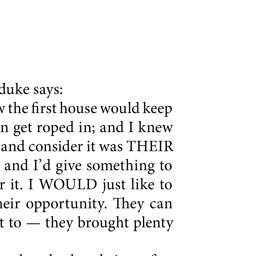 duke says:
the first house would keep
get roped in; and I knew
and consider it was THEIR
and I’d give something to
it. I WOULD just like to
opportunity. They can
to — they brought plenty